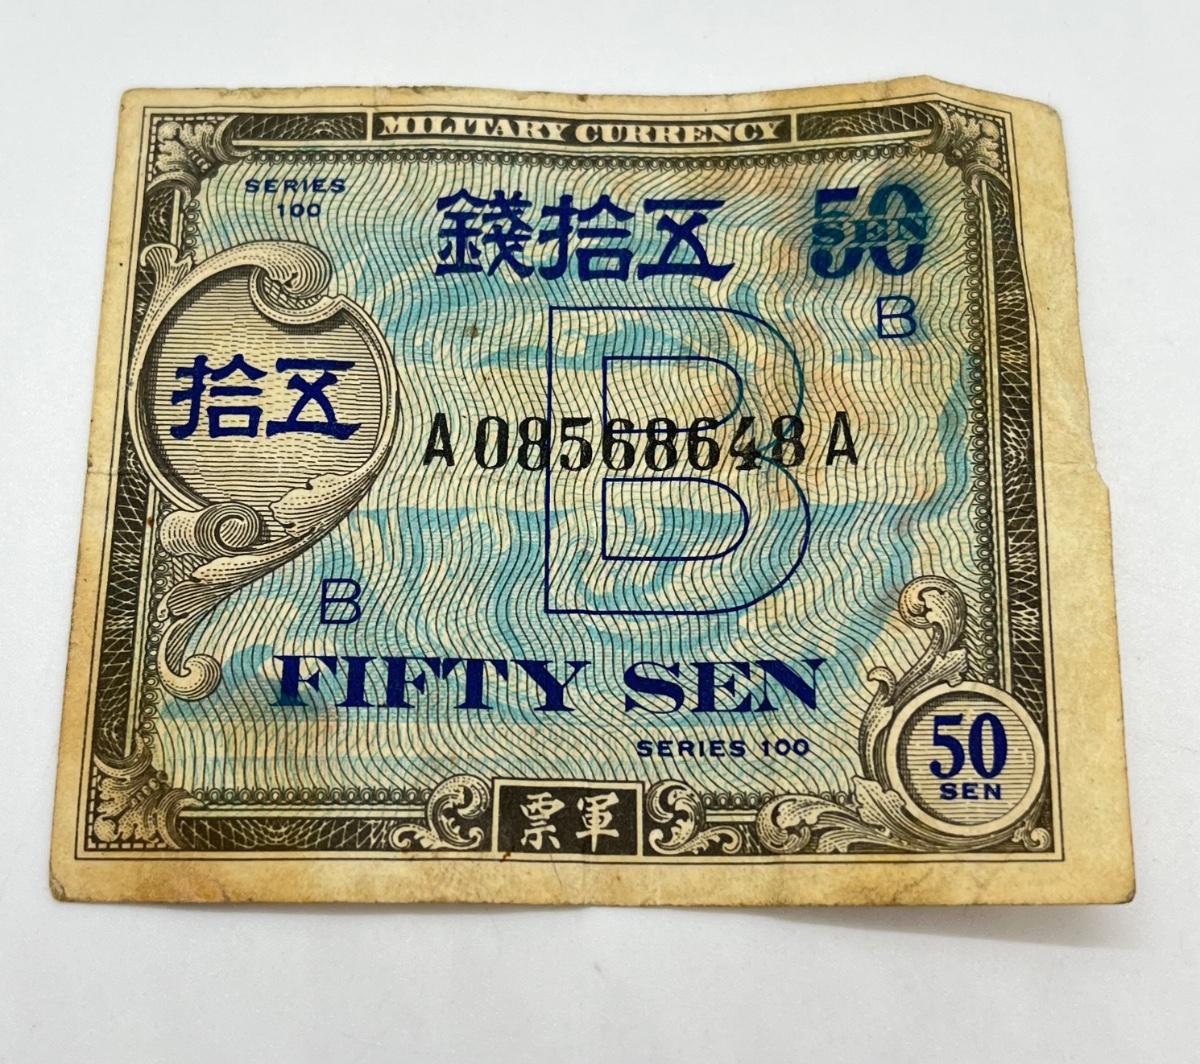 MILITARY CURRENCY
SERIES
100
錢拾五
50
SEN
B
拾五
B
A08568648A
B
FIFTY SEN
SERIES 100
50
SEN
票軍